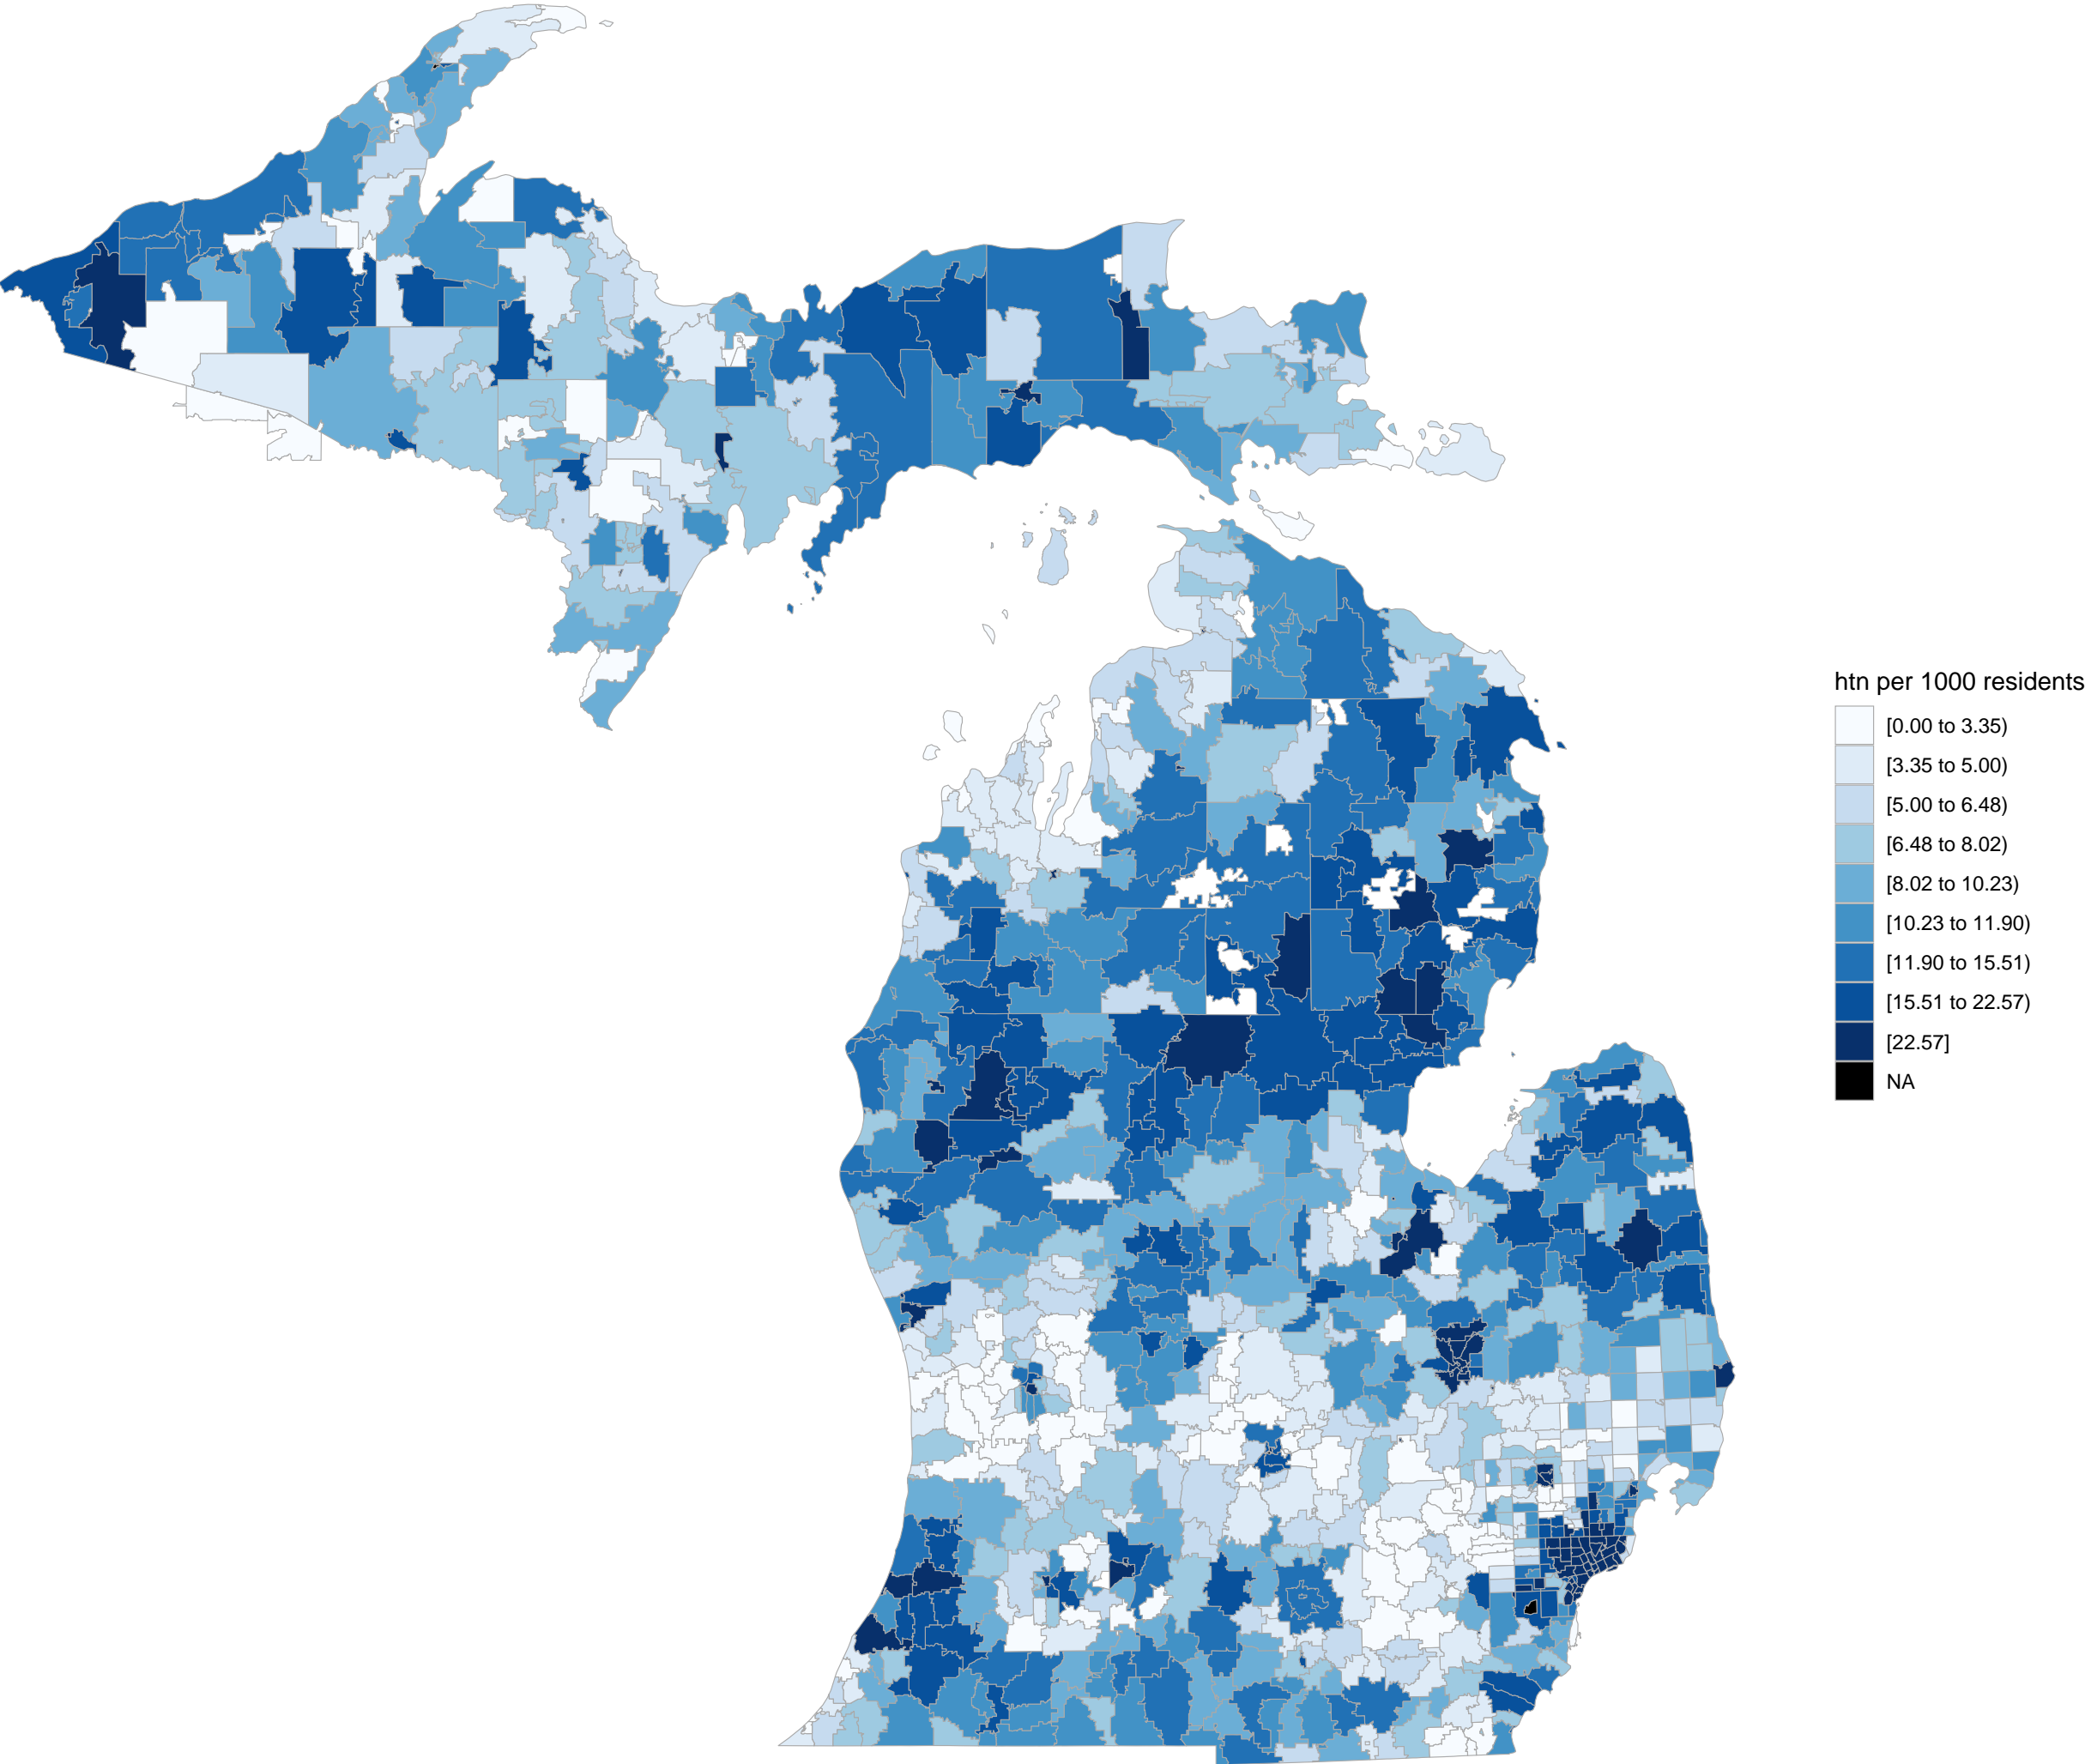 htn per 1000 residents
[0.00 to 3.35)
[3.35 to 5.00)
[5.00 to 6.48)
[6.48 to 8.02)
[8.02 to 10.23)
[10.23 to 11.90)
[11.90 to 15.51)
[15.51 to 22.57)
[22.57]
NA